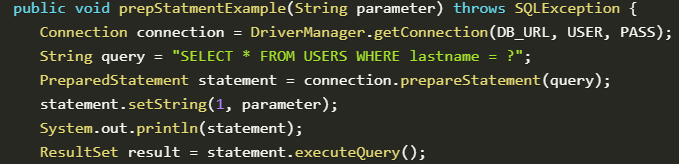 public void prepStatmentExample(String parameter) throws SQLException {
Connection connection = DriverManager.getConnection(DB_URL, USER, PASS);
String query = "SELECT * FROM USERS WHERE lastname = ?";
PreparedStatement statement = connection.prepareStatement(query);
statement.setString(1, parameter);
System.out.println(statement);
ResultSet result = statement.executeQuery();